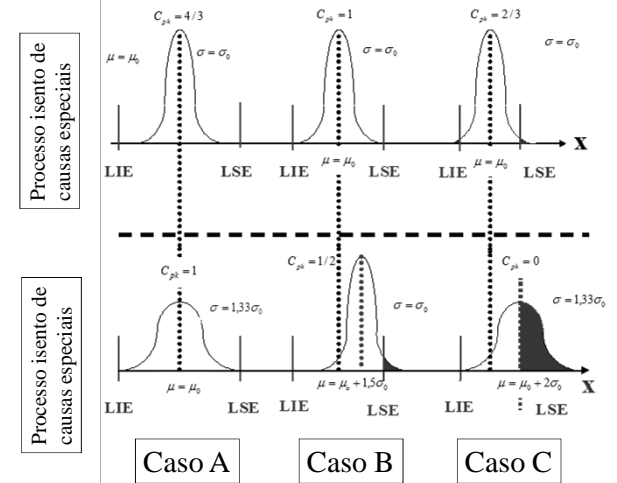 Processo isento de
causas especiais
C_pk = 4/3
C_pk = 1
C_pk = 2/3
μ = μ₀
σ = σ₀
σ = σ₀
σ = σ₀
X
LIE
LSE
LIE
μ = μ₀
LSE
LIE
μ = μ₀
LSE
Processo isento de
causas especiais
C_pk = 1
C_pk = 1/2
C_pk = 0
σ = 1,33σ₀
σ = σ₀
σ = 1,33σ₀
μ = μ₀
μ = μ₀ + 1,5σ₀
μ = μ₀ + 2σ₀
X
LIE
LSE
LIE
LSE
LIE
LSE
Caso A
Caso B
Caso C